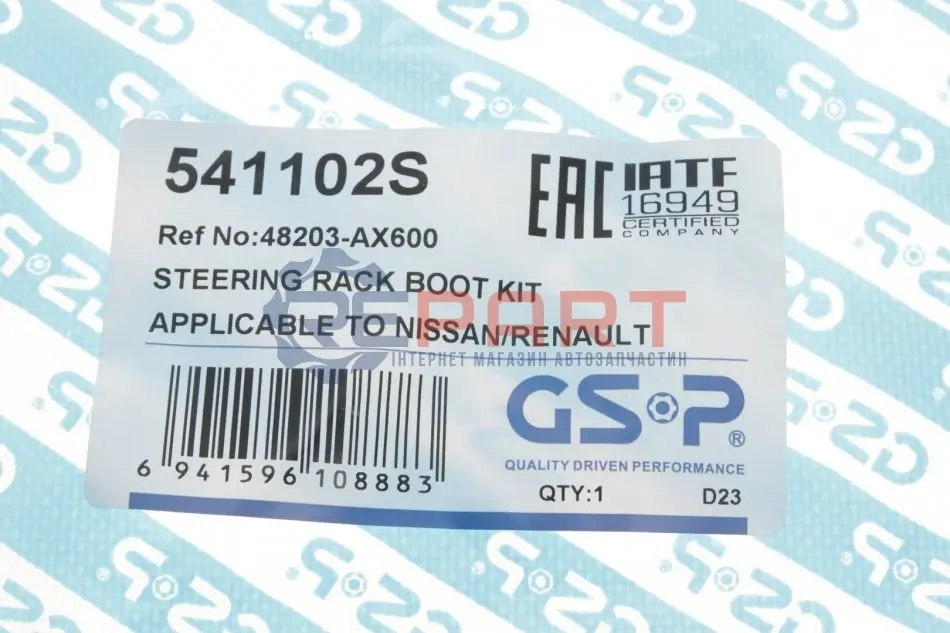 541102S
EAC
IATF
16949
CERTIFIED
COMPANY
Ref No:48203-AX600
STEERING RACK BOOT KIT
REPORT
APPLICABLE TO NISSAN/RENAULT
ІНТЕРНЕТ МАГАЗИН АВТОЗАПЧАСТИН
GSP®
QUALITY DRIVEN PERFORMANCE
6 941596 108883
QTY:1
D23